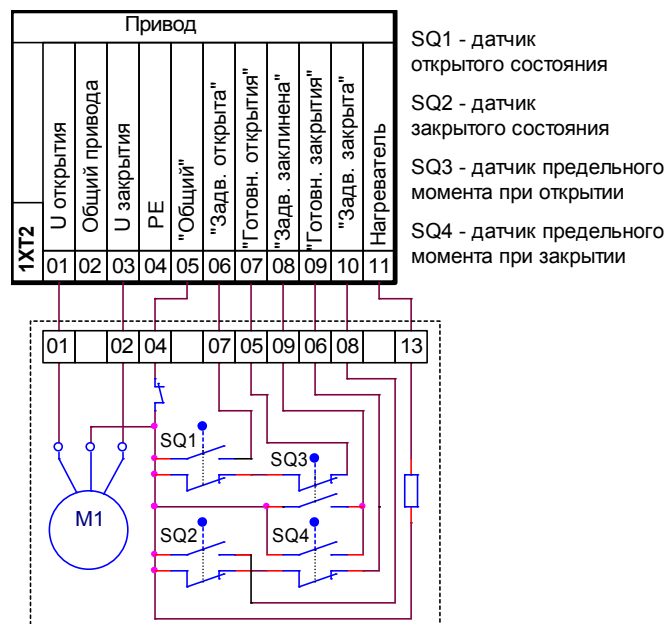 Привод
SQ1 - датчик
открытого состояния
SQ2 - датчик
закрытого состояния
SQ3 - датчик предельного
момента при открытии
SQ4 - датчик предельного
момента при закрытии
1XT2
U открытия
Общий привода
U закрытия
PE
"Общий"
"Задв. открыта"
"Готовн. открытия"
"Задв. заклинена"
"Готовн. закрытия"
"Задв. закрыта"
Нагреватель
01 02 03 04 05 06 07 08 09 10 11
01 02 04 07 05 09 06 08 13
SQ1
SQ3
M1
SQ2
SQ4